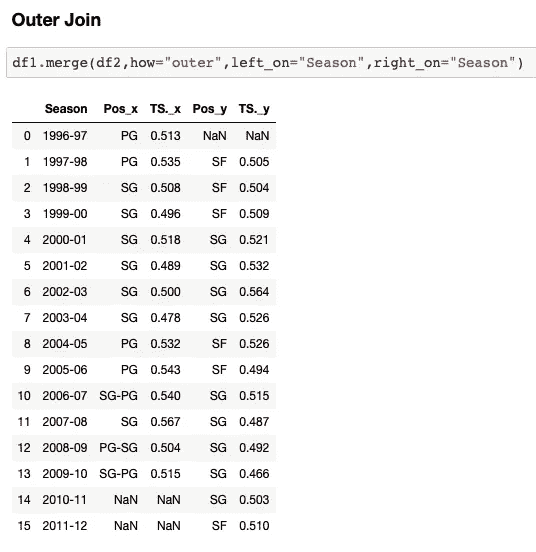 Outer Join
df1.merge(df2,how="outer",left_on="Season",right_on="Season")
Season Pos_x TS._x Pos_y TS._y
0 1996-97 PG 0.513 NaN NaN
1 1997-98 PG 0.535 SF 0.505
2 1998-99 SG 0.508 SF 0.504
3 1999-00 SG 0.496 SF 0.509
4 2000-01 SG 0.518 SG 0.521
5 2001-02 SG 0.489 SG 0.532
6 2002-03 SG 0.500 SG 0.564
7 2003-04 SG 0.478 SG 0.526
8 2004-05 PG 0.532 SF 0.526
9 2005-06 PG 0.543 SF 0.494
10 2006-07 SG-PG 0.540 SG 0.515
11 2007-08 SG 0.567 SG 0.487
12 2008-09 PG-SG 0.504 SG 0.492
13 2009-10 SG-PG 0.515 SG 0.466
14 2010-11 NaN NaN SG 0.503
15 2011-12 NaN NaN SF 0.510